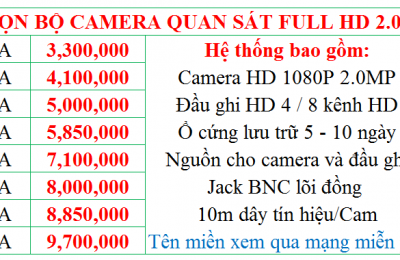 ỌN BỘ CAMERA QUAN SÁT FULL HD 2.0
A 3,300,000 Hệ thống bao gồm:
A 4,100,000 Camera HD 1080P 2.0MP
A 5,000,000 Đầu ghi HD 4 / 8 kênh HD
A 5,850,000 Ổ cứng lưu trữ 5 - 10 ngày
A 7,100,000 Nguồn cho camera và đầu gh
A 8,000,000 Jack BNC lõi đồng
A 8,850,000 10m dây tín hiệu/Cam
A 9,700,000 Tên miền xem qua mạng miễn